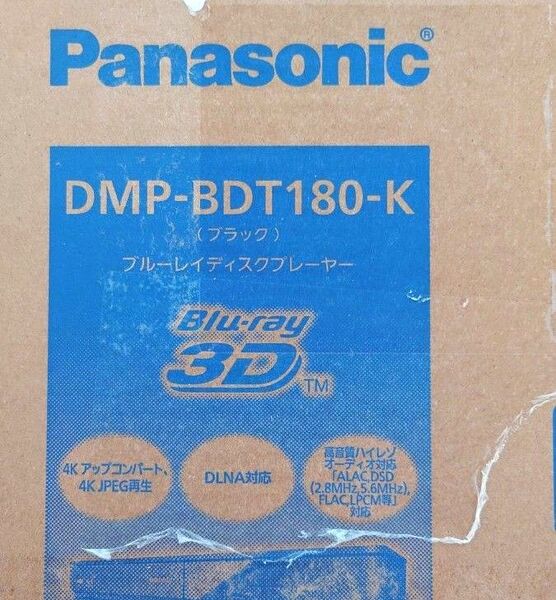 Panasonic®
DMP-BDT180-K
(ブラック)
ブルーレイディスクプレーヤー
Blu-ray
3D TM
4K アップコンバート、
4K JPEG再生
DLNA対応
高音質ハイレゾ
オーディオ対応
「ALAC,DSD
(2.8MHz,5.6MHz),
FLAC,LPCM等」
対応